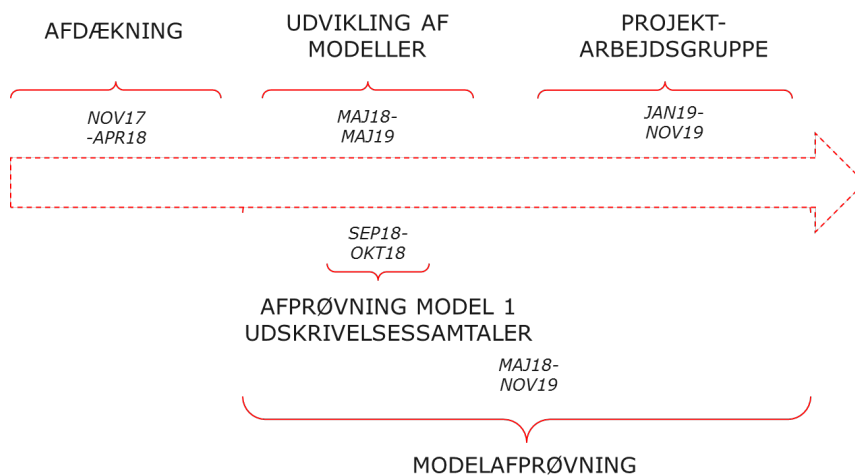 AFDÆKNING
NOV17
-APR18
UDVIKLING AF
MODELLER
MAJ18-
MAJ19
PROJEKT-
ARBEJDSGRUPPE
JAN19-
NOV19
SEP18-
OKT18
AFPRØVNING MODEL 1
UDSKRIVELSESSAMTALER
MAJ18-
NOV19
MODELAFPRØVNING